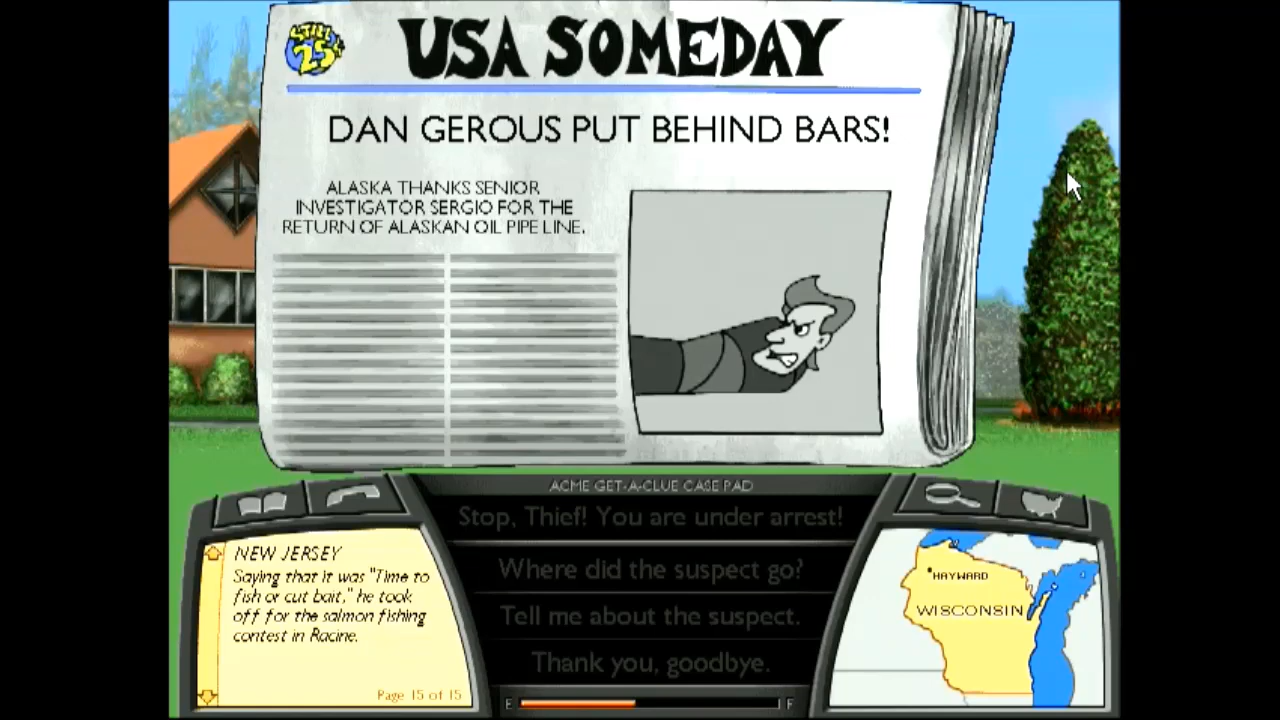 STILL
25¢
USA SOMEDAY
DAN GEROUS PUT BEHIND BARS!
ALASKA THANKS SENIOR
INVESTIGATOR SERGIO FOR THE
RETURN OF ALASKAN OIL PIPE LINE.
ACME GET-A-CLUE CASE PAD
Stop, Thief! You are under arrest!
Where did the suspect go?
Tell me about the suspect.
Thank you, goodbye.
E F
NEW JERSEY
Saying that it was "Time to
fish or cut bait," he took
off for the salmon fishing
contest in Racine.
Page 15 of 15
HAYWARD
WISCONSIN